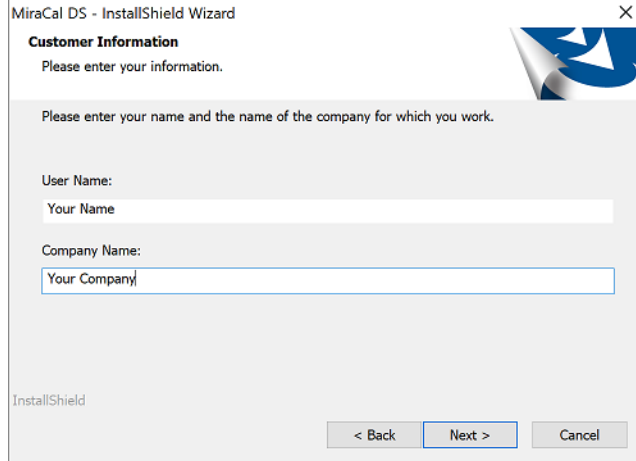 MiraCal DS - InstallShield Wizard
Customer Information
Please enter your information.
Please enter your name and the name of the company for which you work.
User Name:
Your Name
Company Name:
Your Company
InstallShield
< Back
Next >
Cancel